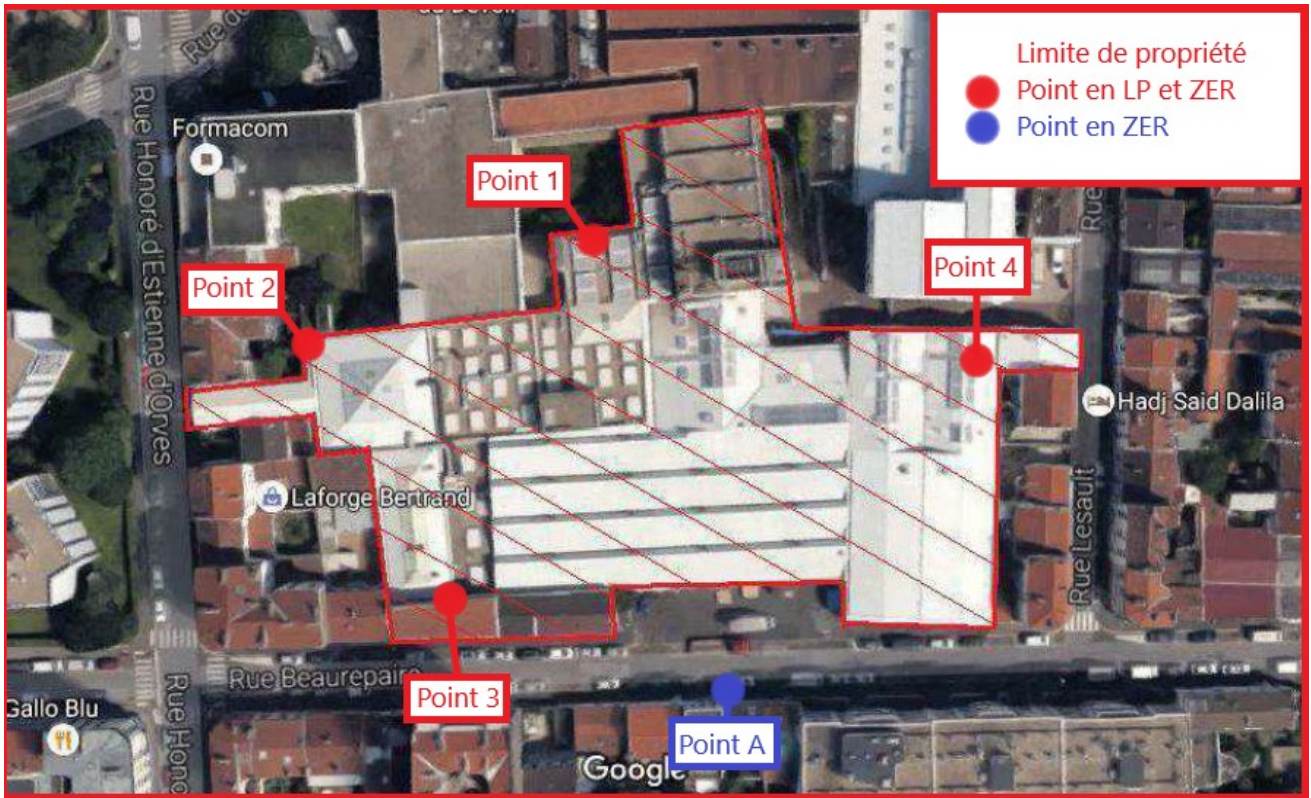 Limite de propriété
Point en LP et ZER
Point en ZER
Rue
Rue Honoré d'Estienne d'Orves
Formacom
Point 1
Point 2
Point 4
Rue
Hadj Said Dalila
Laforge Bertrand
Rue Lesault
Rue Beaurepaire
Point 3
Rue Hono
Gallo Blu
Point A
Google